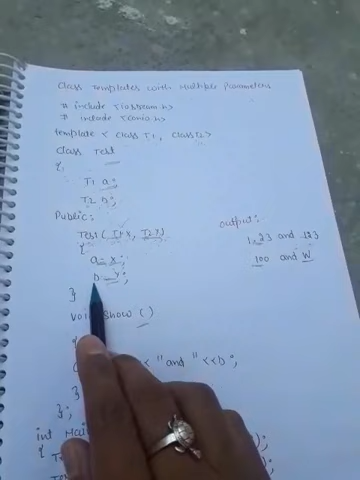 Class Templates with Multiple Parameters
# include <iostream.h>
# include <conio.h>
template < class T1, class T2>
Class Test
{
T1 a;
T2 b;
Public:
Test ( T1 x, T2 y)
{
a = x;
b = y;
}
void show ( )
{
< " and " < <b ;
}
};
int Mai
{
output:
1.23 and 123
100 and W